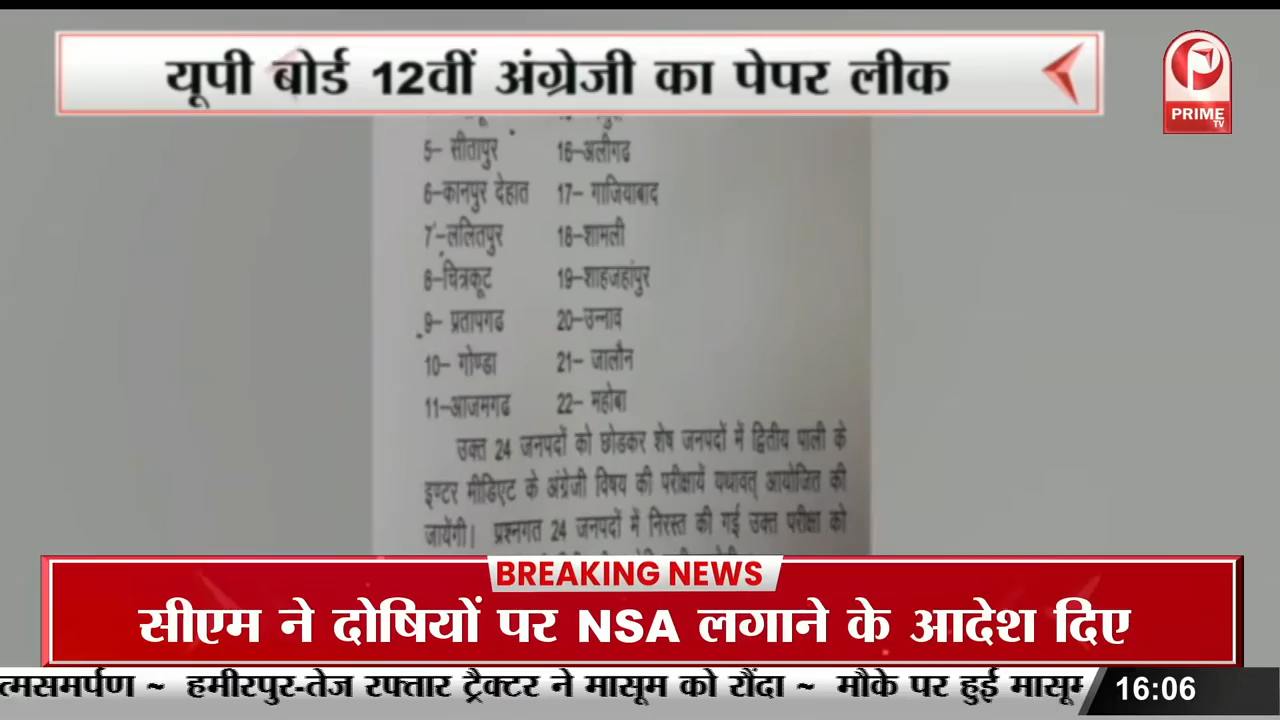 यूपी बोर्ड 12वीं अंग्रेजी का पेपर लीक
PRIME
TV
5– सीतापुर 16–अलीगढ
6–कानपुर देहात 17– गाजियाबाद
7–ललितपुर 18–शामली
8–चित्रकूट 19–शाहजहांपुर
9– प्रतापगढ 20–उन्नाव
10– गोण्डा 21– जालौन
11–आजमगढ 22– महोबा
उक्त 24 जनपदों को छोडकर शेष जनपदों में द्वितीय पाली के
इण्टर मीडिएट के अंग्रेजी विषय की परीक्षायें यथावत् आयोजित की
जायेंगी। प्रश्नगत 24 जनपदों में निरस्त की गई उक्त परीक्षा को
BREAKING NEWS
सीएम ने दोषियों पर NSA लगाने के आदेश दिए
त्मसमर्पण ~ हमीरपुर-तेज रफ्तार ट्रैक्टर ने मासूम को रौंदा ~ मौके पर हुई मासूम
16:06